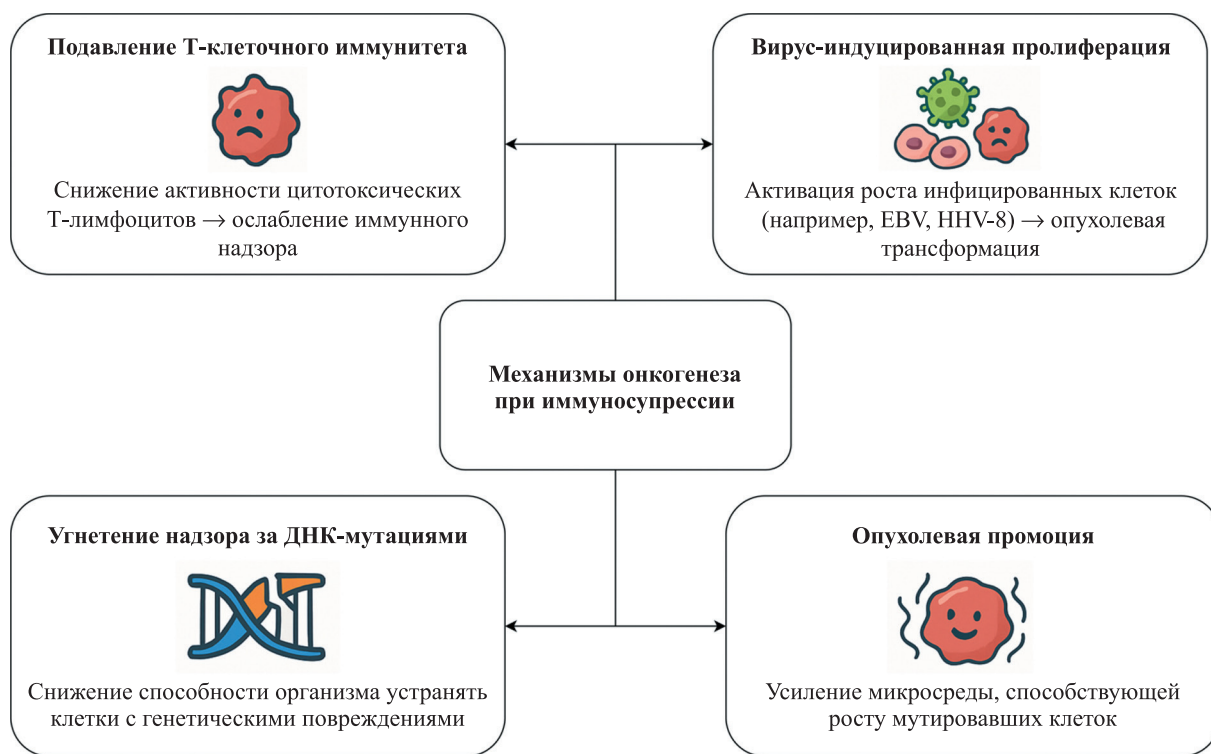 Подавление Т-клеточного иммунитета
Снижение активности цитотоксических
Т-лимфоцитов → ослабление иммунного
надзора
Вирус-индуцированная пролиферация
Активация роста инфицированных клеток
(например, EBV, HHV-8) → опухолевая
трансформация
Механизмы онкогенеза
при иммуносупрессии
Угнетение надзора за ДНК-мутациями
Снижение способности организма устранять
клетки с генетическими повреждениями
Опухолевая промоция
Усиление микросреды, способствующей
росту мутировавших клеток